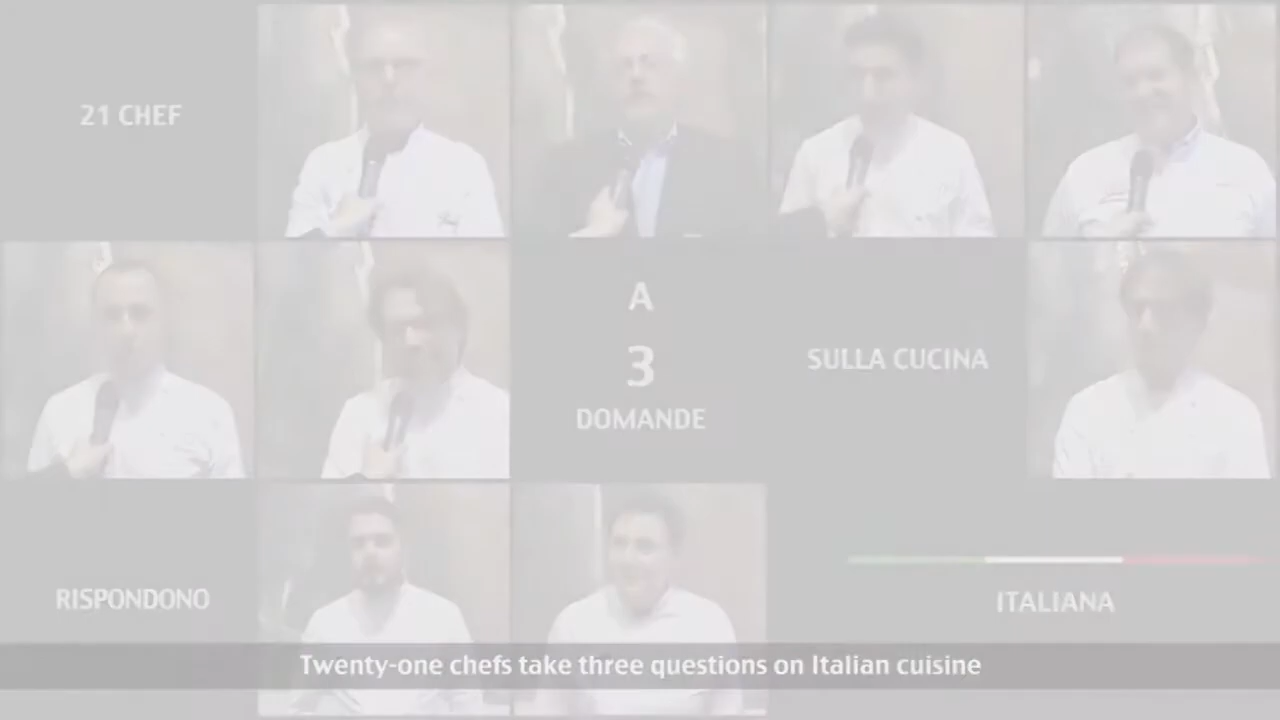 21 CHEF
A
3
DOMANDE
SULLA CUCINA
RISPONDONO
ITALIANA
Twenty-one chefs take three questions on Italian cuisine